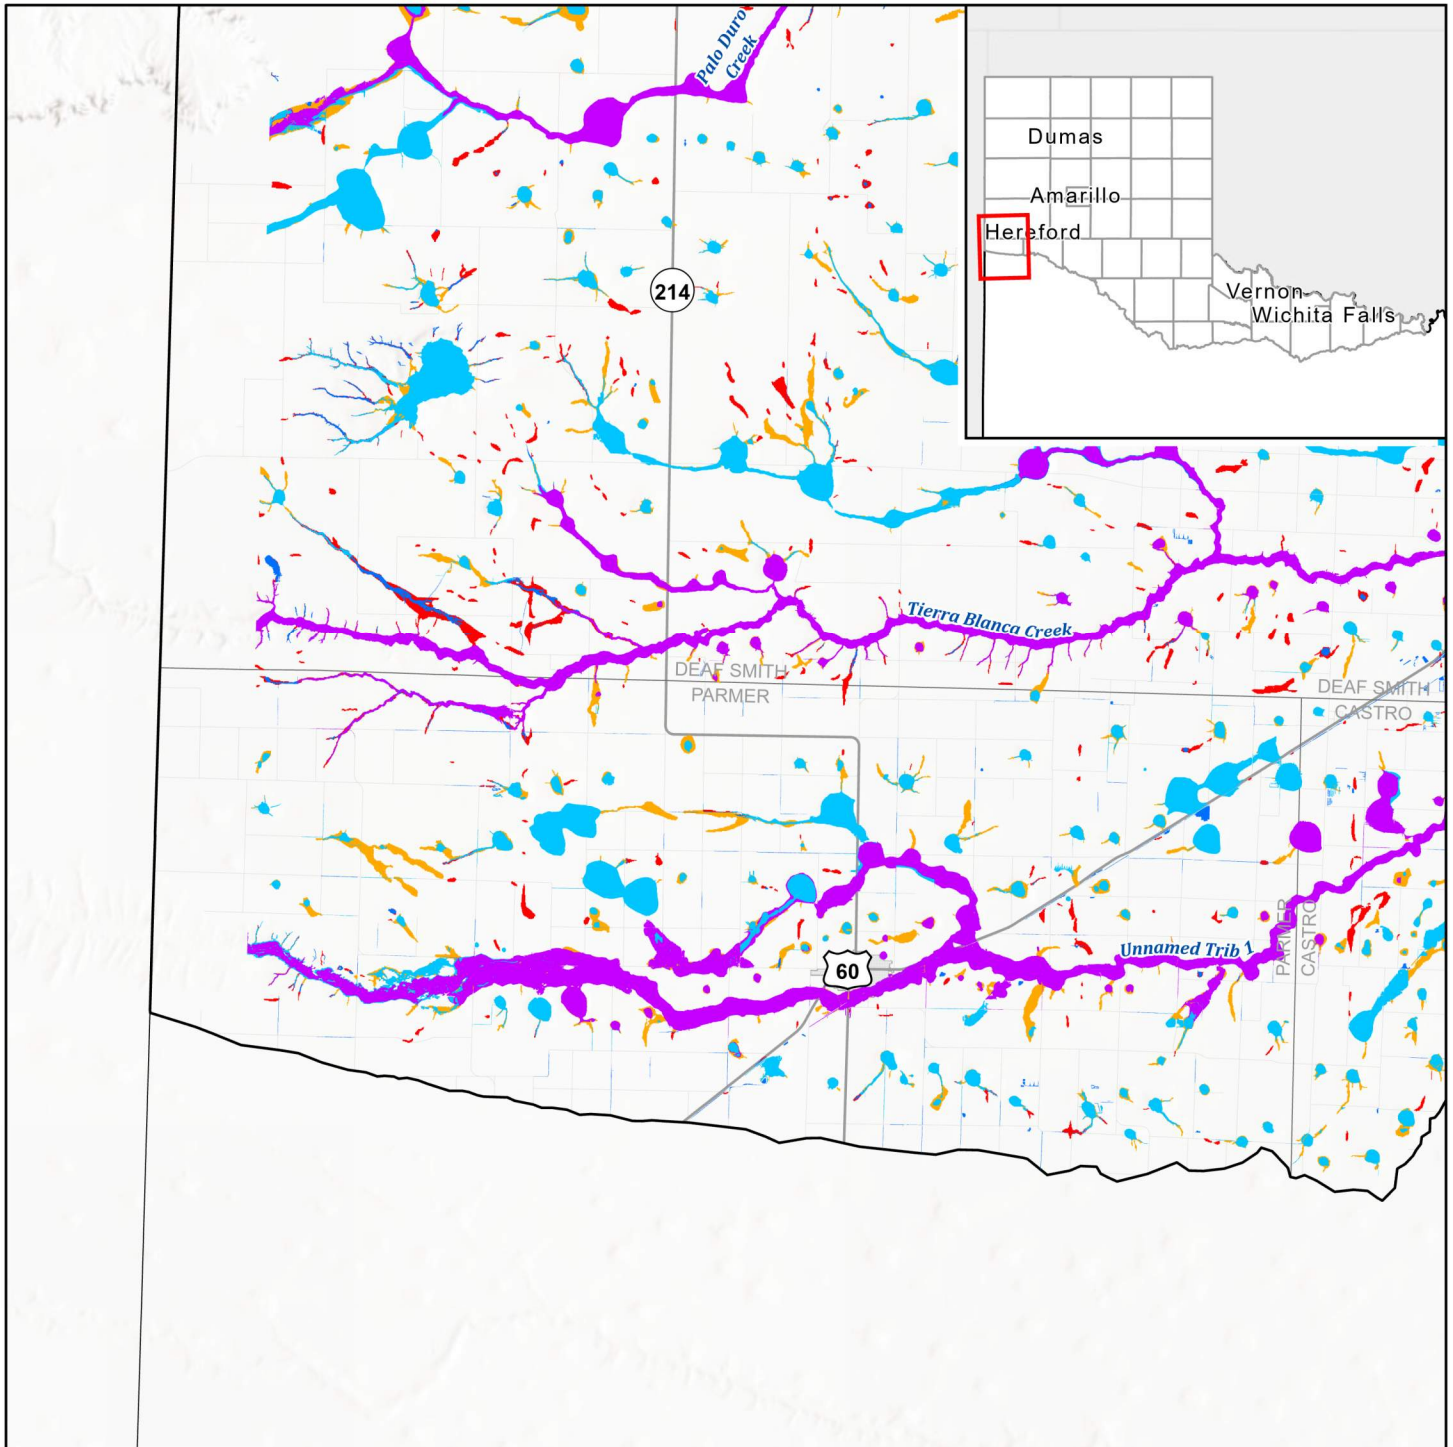 Palo Duro
Creek
Dumas
Amarillo
Hereford
Vernon
Wichita Falls
214
Tierra Blanca Creek
DEAF SMITH
PARMER
DEAF SMITH
CASTRO
Unnamed Trib 1
PARMER
CASTRO
60